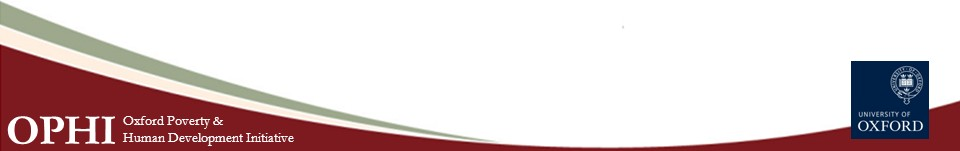 OPHI
Oxford Poverty &
Human Development Initiative
UNIVERSITY OF
OXFORD